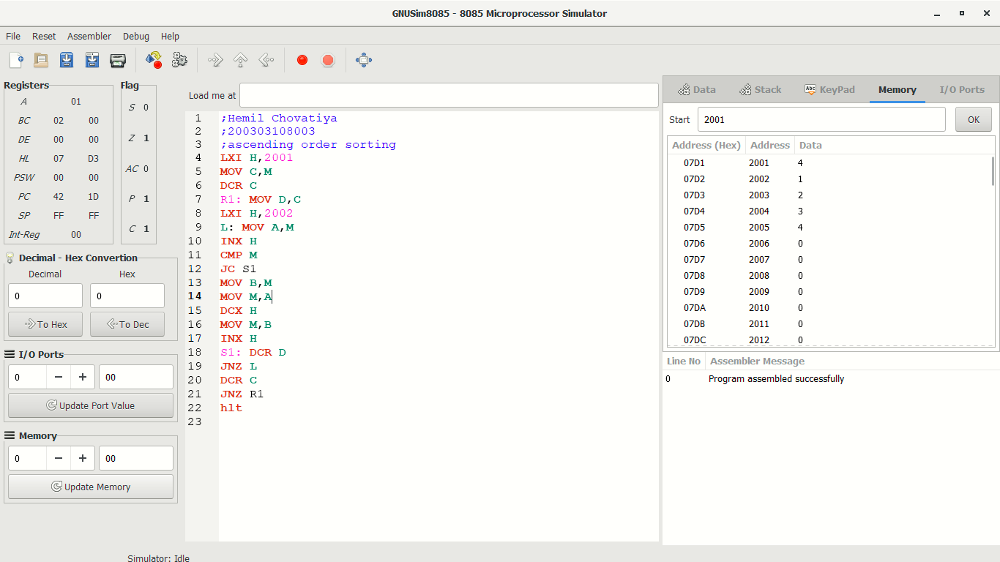 GNUSim8085 - 8085 Microprocessor Simulator
File Reset Assembler Debug Help
Registers
A 01
BC 02 00
DE 00 00
HL 07 D3
PSW 00 00
PC 42 1D
SP FF FF
Int-Reg 00
Flag
S 0
Z 1
AC 0
P 1
C 1
Decimal - Hex Convertion
Decimal Hex
0 0
To Hex To Dec
I/O Ports
0 − + 00
Update Port Value
Memory
0 − + 00
Update Memory
Load me at
1 ;Hemil Chovatiya
2 ;200303108003
3 ;ascending order sorting
4 LXI H,2001
5 MOV C,M
6 DCR C
7 R1: MOV D,C
8 LXI H,2002
9 L: MOV A,M
10 INX H
11 CMP M
12 JC S1
13 MOV B,M
14 MOV M,A
15 DCX H
16 MOV M,B
17 INX H
18 S1: DCR D
19 JNZ L
20 DCR C
21 JNZ R1
22 hlt
23
Data Stack Abc KeyPad Memory I/O Ports
Start 2001 OK
Address (Hex) Address Data
07D1 2001 4
07D2 2002 1
07D3 2003 2
07D4 2004 3
07D5 2005 4
07D6 2006 0
07D7 2007 0
07D8 2008 0
07D9 2009 0
07DA 2010 0
07DB 2011 0
07DC 2012 0
Line No Assembler Message
0 Program assembled successfully
Simulator: Idle